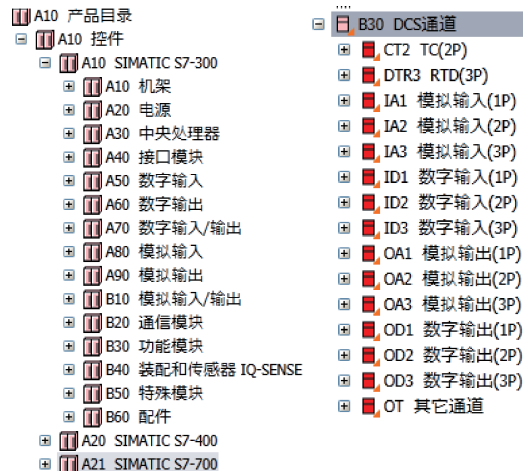 A10 产品目录
A10 控件
A10 SIMATIC S7-300
A10 机架
A20 电源
A30 中央处理器
A40 接口模块
A50 数字输入
A60 数字输出
A70 数字输入/输出
A80 模拟输入
A90 模拟输出
B10 模拟输入/输出
B20 通信模块
B30 功能模块
B40 装配和传感器 IQ-SENSE
B50 特殊模块
B60 配件
A20 SIMATIC S7-400
A21 SIMATIC S7-700
B30 DCS通道
CT2 TC(2P)
DTR3 RTD(3P)
IA1 模拟输入(1P)
IA2 模拟输入(2P)
IA3 模拟输入(3P)
ID1 数字输入(1P)
ID2 数字输入(2P)
ID3 数字输入(3P)
OA1 模拟输出(1P)
OA2 模拟输出(2P)
OA3 模拟输出(3P)
OD1 数字输出(1P)
OD2 数字输出(2P)
OD3 数字输出(3P)
OT 其它通道